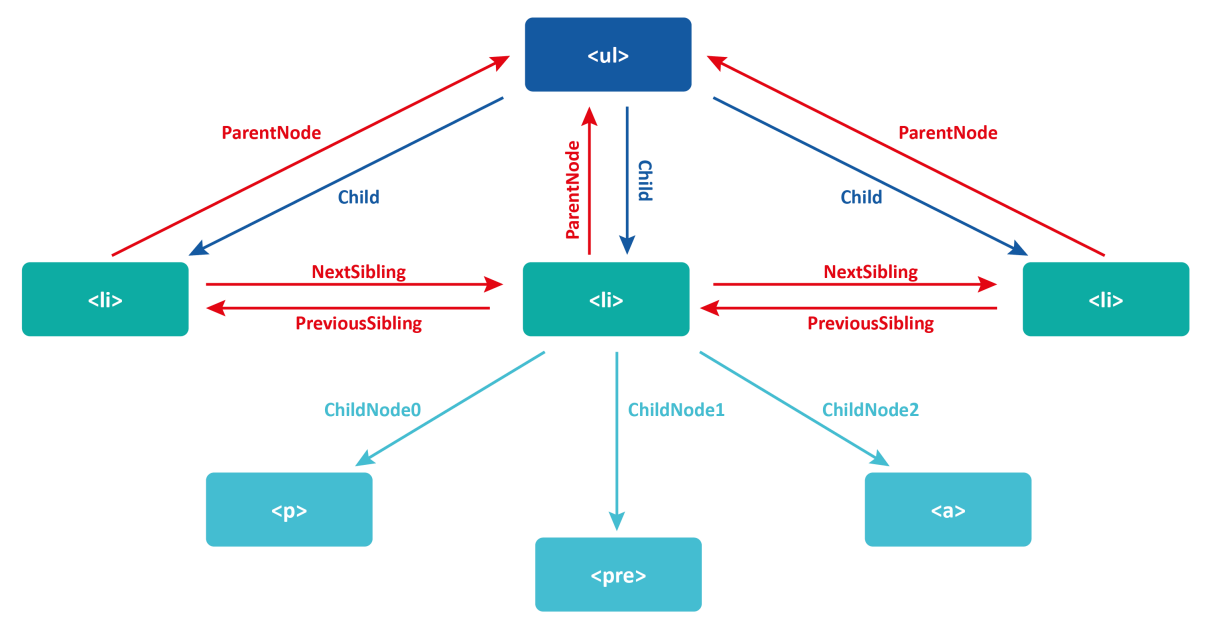 <ul>
ParentNode
ParentNode
Child
ParentNode
Child
Child
<li>
NextSibling
PreviousSibling
<li>
NextSibling
PreviousSibling
<li>
ChildNode0
ChildNode1
ChildNode2
<p>
<a>
<pre>